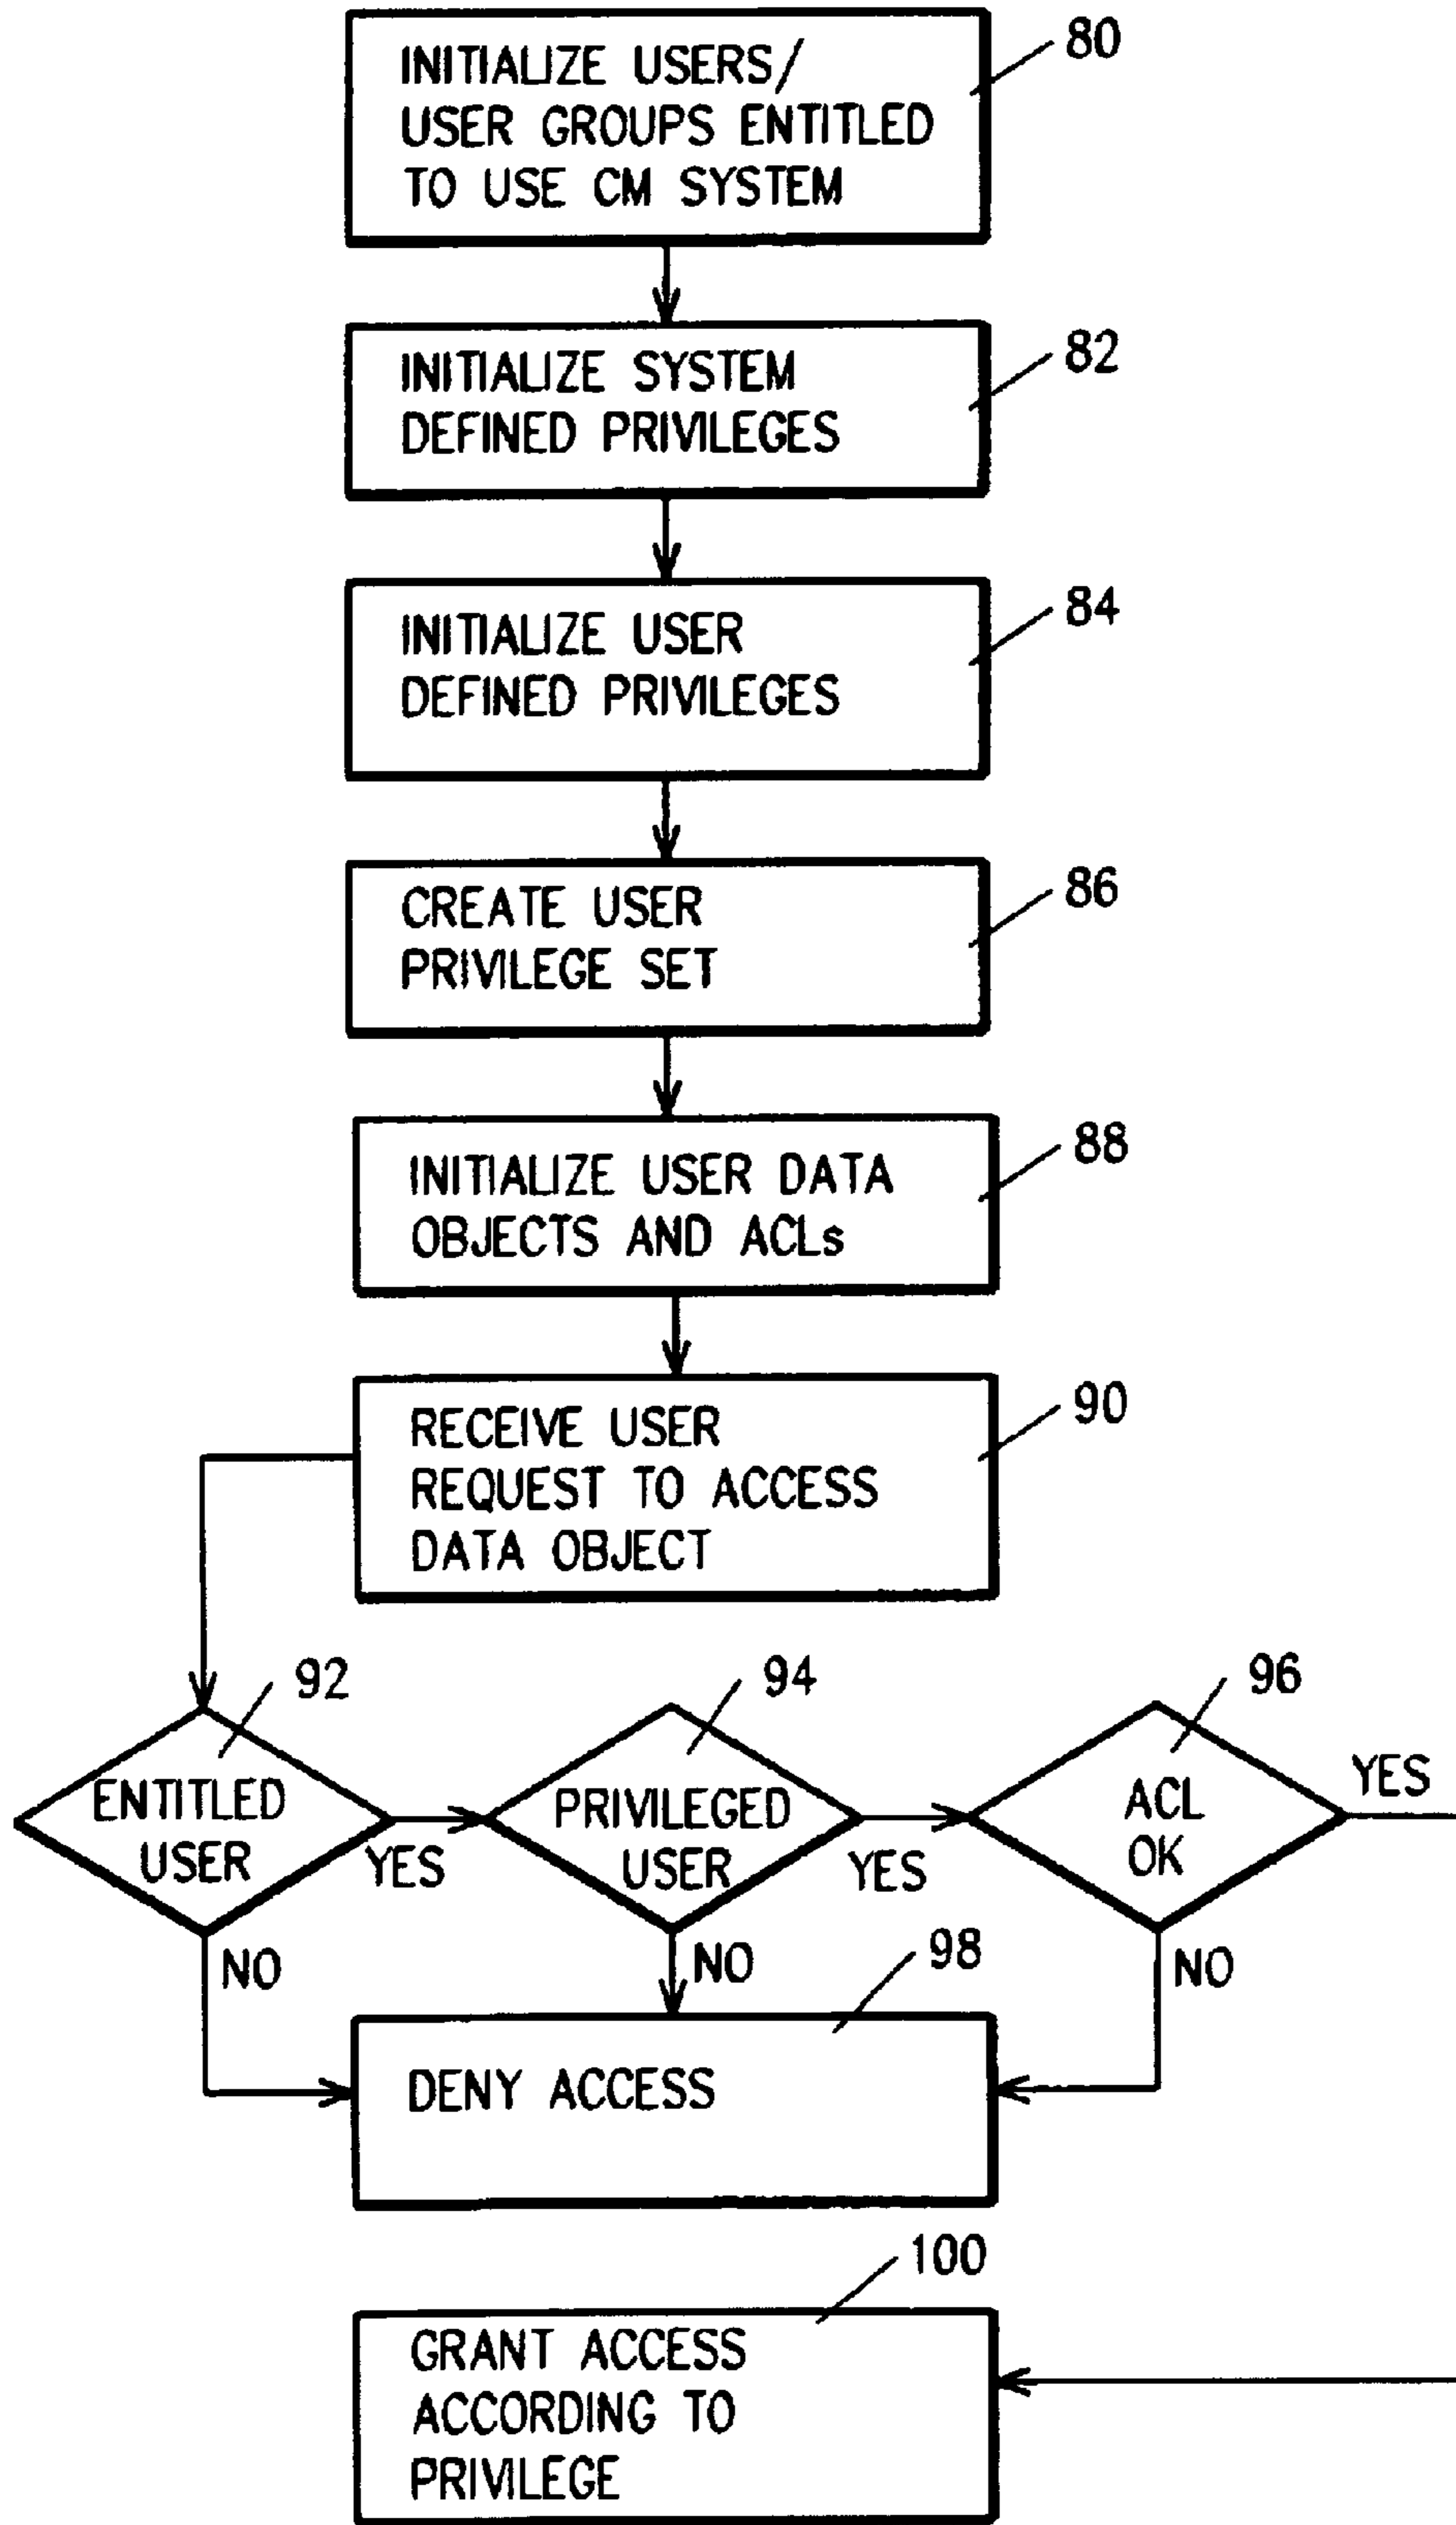 INITIALIZE USERS/
USER GROUPS ENTITLED
TO USE CM SYSTEM
80
INITIALIZE SYSTEM
DEFINED PRIVILEGES
82
INITIALIZE USER
DEFINED PRIVILEGES
84
CREATE USER
PRIVILEGE SET
86
INITIALIZE USER DATA
OBJECTS AND ACLs
88
RECEIVE USER
REQUEST TO ACCESS
DATA OBJECT
90
92
ENTITLED
USER
YES
NO
94
PRIVILEGED
USER
YES
NO
96
ACL
OK
YES
NO
98
DENY ACCESS
100
GRANT ACCESS
ACCORDING TO
PRIVILEGE